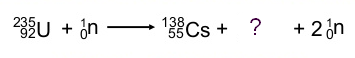 ²³⁵₉₂U + ¹₀n ⟶ ¹³⁸₅₅Cs + ? + 2 ¹₀n